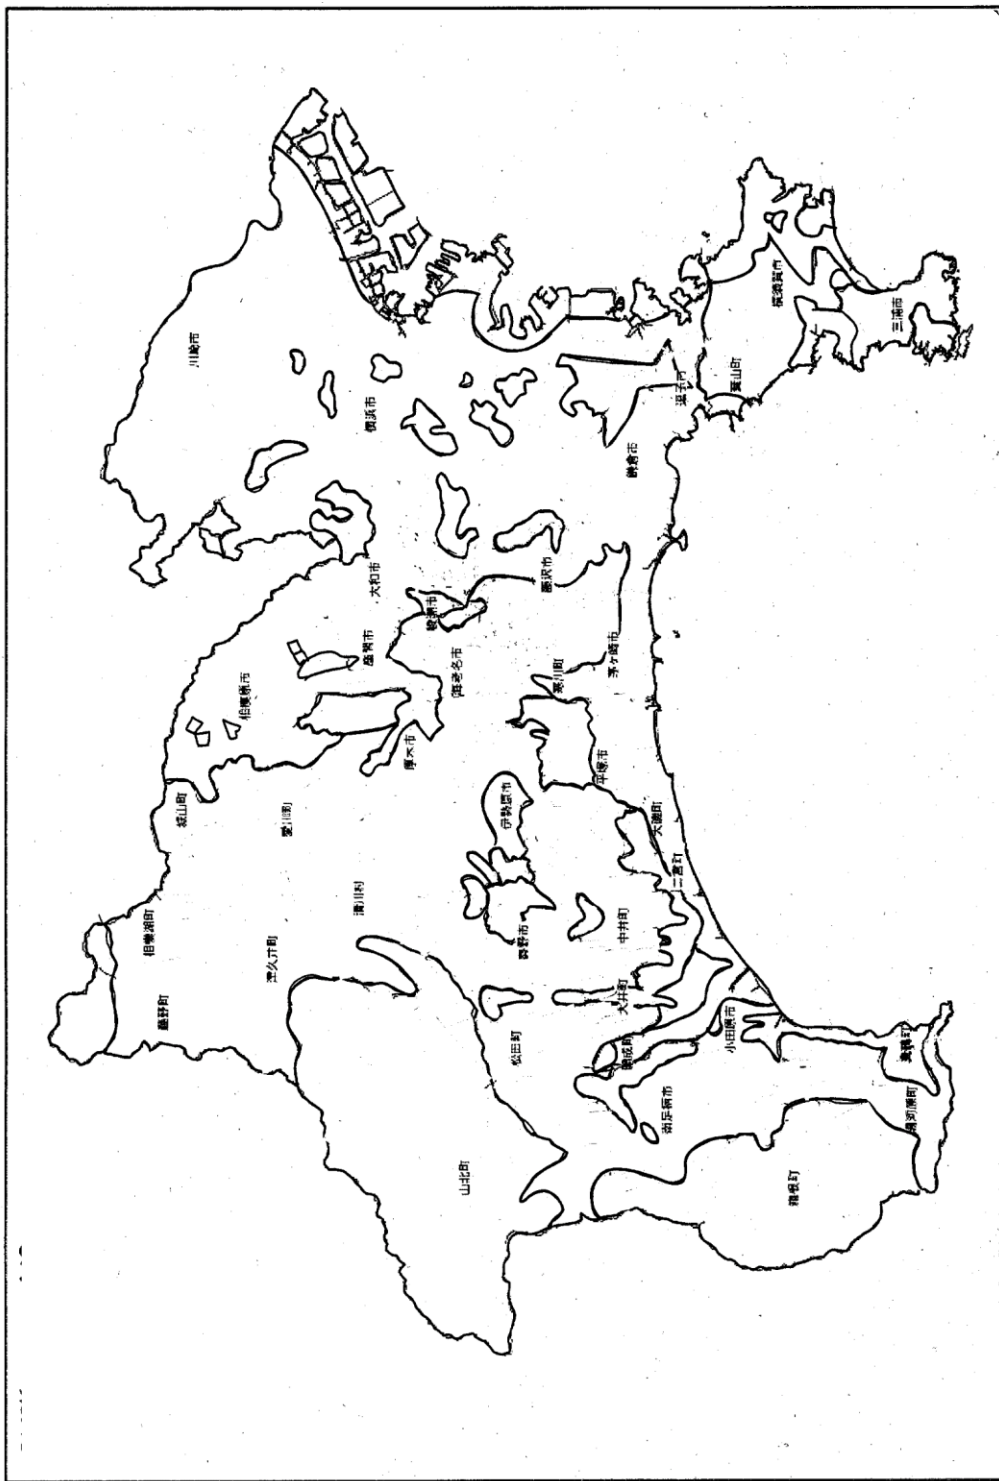 川崎市
横浜市
横須賀市
三浦市
葉山町
逗子市
鎌倉市
大和市
藤沢市
綾瀬市
座間市
海老名市
茅ケ崎市
寒川町
相模原市
厚木市
平塚市
城山町
愛川町
伊勢原市
大磯町
二宮町
清川村
相模湖町
秦野市
中井町
津久井町
藤野町
大井町
松田町
開成町
小田原市
真鶴町
南足柄市
湯河原町
山北町
箱根町